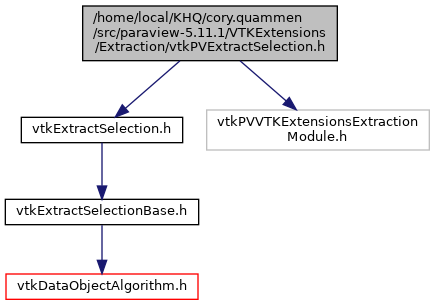 /home/local/KHQ/cory.quammen
/src/paraview-5.11.1/VTKExtensions
/Extraction/vtkPVExtractSelection.h
vtkExtractSelection.h
vtkPVVTKExtensionsExtraction
Module.h
vtkExtractSelectionBase.h
vtkDataObjectAlgorithm.h